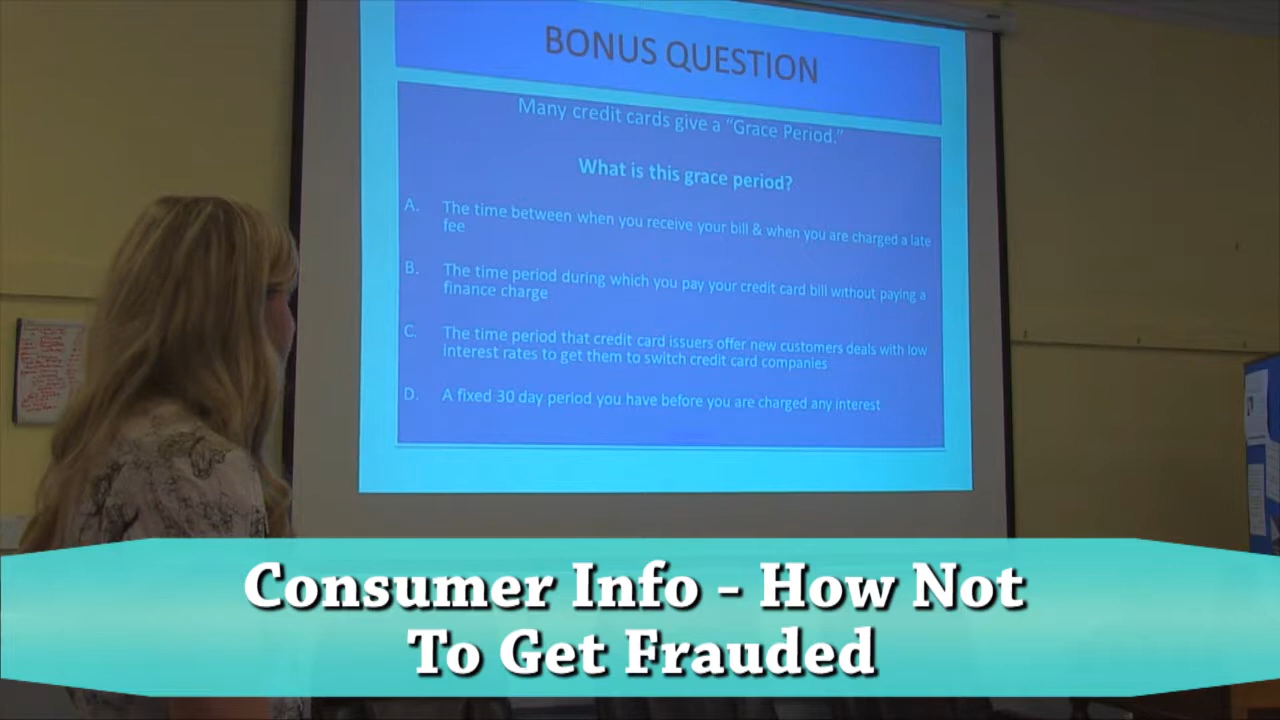 BONUS QUESTION
Many credit cards give a “Grace Period.”
What is this grace period?
A. The time between when you receive your bill & when you are charged a late
fee
B. The time period during which you pay your credit card bill without paying a
finance charge
C. The time period that credit card issuers offer new customers deals with low
interest rates to get them to switch credit card companies
D. A fixed 30 day period you have before you are charged any interest
Consumer Info - How Not
To Get Frauded